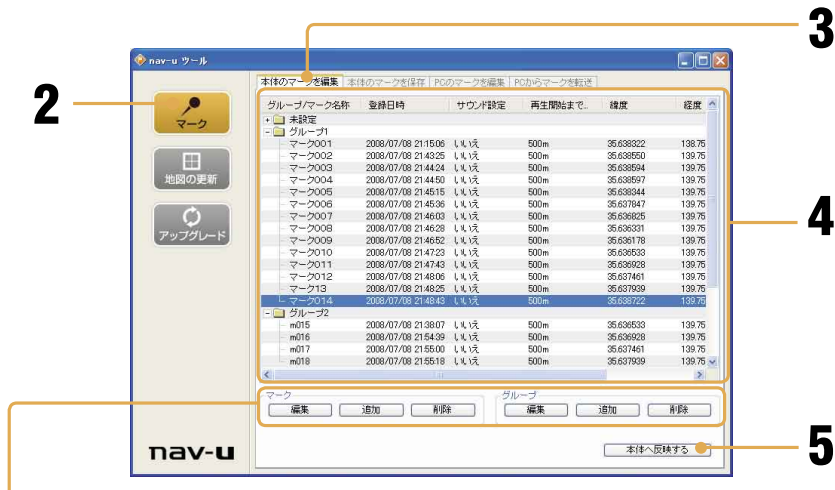 3
nav-u ツール
本体のマークを編集 本体のマークを保存 PCのマークを編集 PCからマークを転送
2
マーク
地図の更新
アップグレード
グループ/マーク名称 登録日時 サウンド設定 再生開始まで.. 緯度 経度
未設定
グループ1
マーク001 2008/07/08 21:15:06 いいえ 500m 35.638322 138.75
マーク002 2008/07/08 21:43:25 いいえ 500m 35.638550 139.75
マーク003 2008/07/08 21:44:24 いいえ 500m 35.638594 139.75
マーク004 2008/07/08 21:44:50 いいえ 500m 35.638597 139.75
マーク005 2008/07/08 21:45:15 いいえ 500m 35.638344 139.75
マーク006 2008/07/08 21:45:36 いいえ 500m 35.637847 139.75
マーク007 2008/07/08 21:46:03 いいえ 500m 35.636825 139.75
マーク008 2008/07/08 21:46:28 いいえ 500m 35.636331 139.75
マーク009 2008/07/08 21:46:52 いいえ 500m 35.636178 139.75
マーク010 2008/07/08 21:47:23 いいえ 500m 35.636533 139.75
マーク011 2008/07/08 21:47:43 いいえ 500m 35.636928 139.75
マーク012 2008/07/08 21:48:06 いいえ 500m 35.637461 139.75
マーク13 2008/07/08 21:48:25 いいえ 500m 35.637939 139.75
マーク014 2008/07/08 21:48:43 いいえ 500m 35.638722 139.75
グループ2
m015 2008/07/08 21:38:07 いいえ 500m 35.636533 139.75
m016 2008/07/08 21:54:39 いいえ 500m 35.636928 139.75
m017 2008/07/08 21:55:00 いいえ 500m 35.637461 139.75
m018 2008/07/08 21:55:18 いいえ 500m 35.637939 139.75
4
マーク グループ
編集 追加 削除 編集 追加 削除
nav-u
本体へ反映する
5